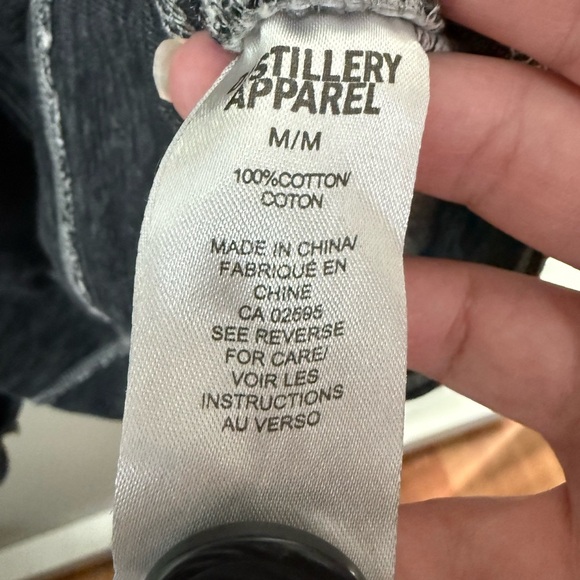 DISTILLERY
APPAREL
M/M
100%COTTON/
COTON
MADE IN CHINA/
FABRIQUÉ EN
CHINE
CA 02595
SEE REVERSE
FOR CARE/
VOIR LES
INSTRUCTIONS
AU VERSO